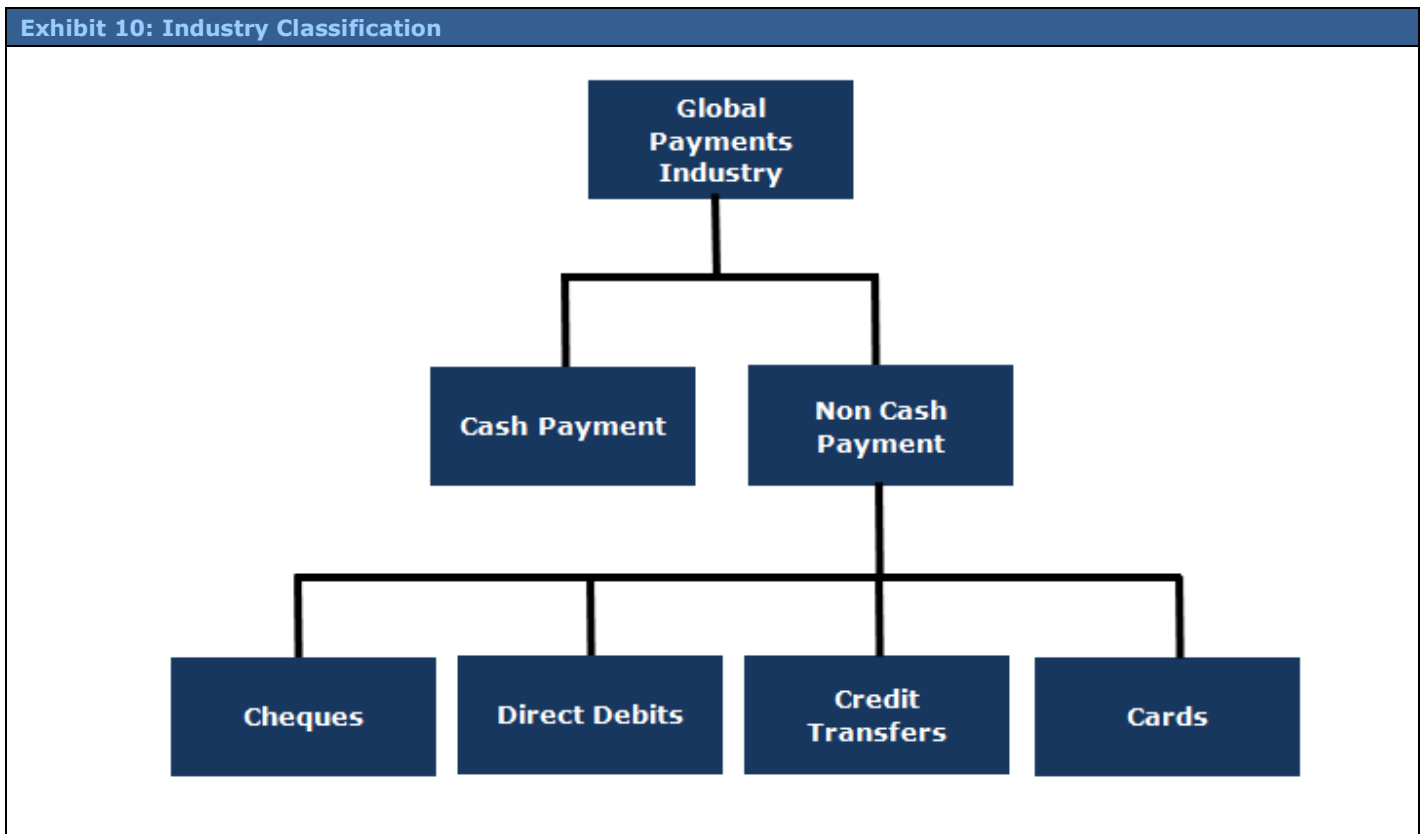 Exhibit 10: Industry Classification
Global
Payments
Industry
Cash Payment
Non Cash
Payment
Cheques
Direct Debits
Credit
Transfers
Cards